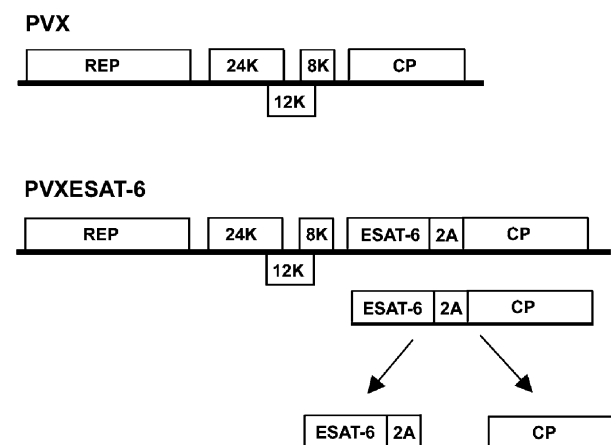 PVX
REP 24K 8K CP
12K
PVXESAT-6
REP 24K 8K ESAT-6 2A CP
12K
ESAT-6 2A CP
ESAT-6 2A CP